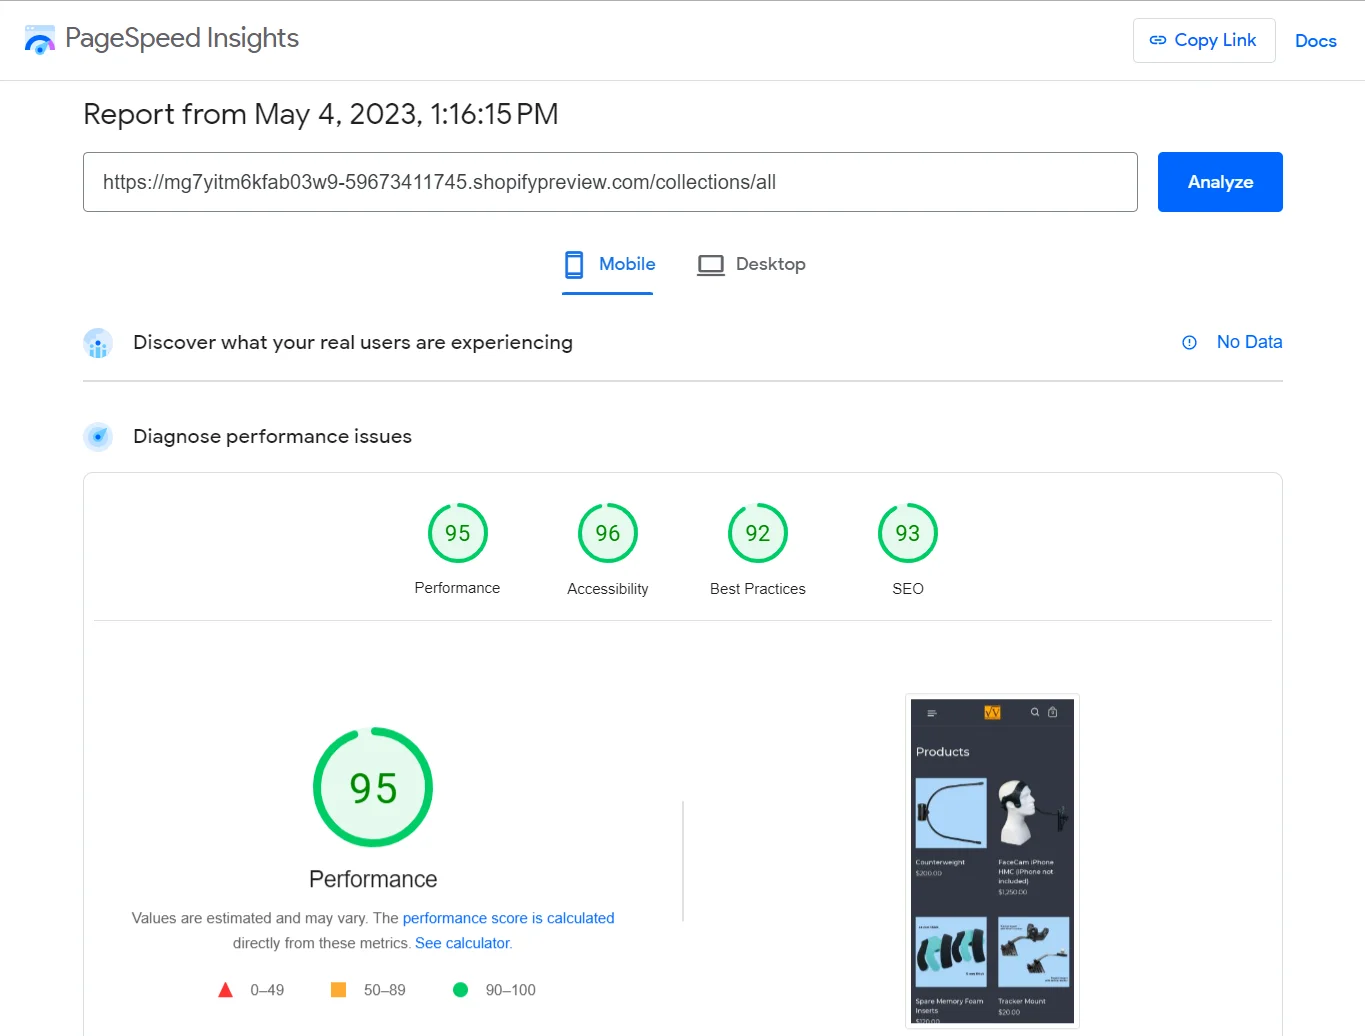 PageSpeed Insights
Copy Link
Docs
Report from May 4, 2023, 1:16:15 PM
https://mg7yitm6kfab03w9-59673411745.shopifypreview.com/collections/all
Analyze
Mobile
Desktop
Discover what your real users are experiencing
No Data
Diagnose performance issues
95
96
92
93
Performance
Accessibility
Best Practices
SEO
95
Performance
Values are estimated and may vary. The performance score is calculated
directly from these metrics. See calculator.
0–49
50–89
90–100
Products
Counterweight
$200.00
FaceCam iPhone
HMC (iPhone not
included)
$1,250.00
Spare Memory Foam
Inserts
$120.00
Tracker Mount
$20.00